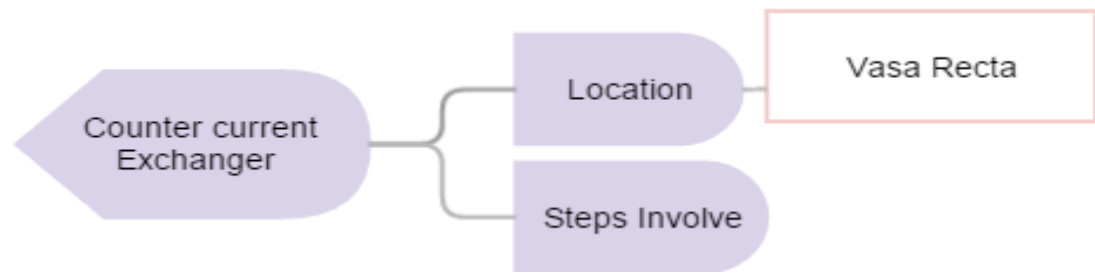 Counter current
Exchanger
Location
Vasa Recta
Steps Involve